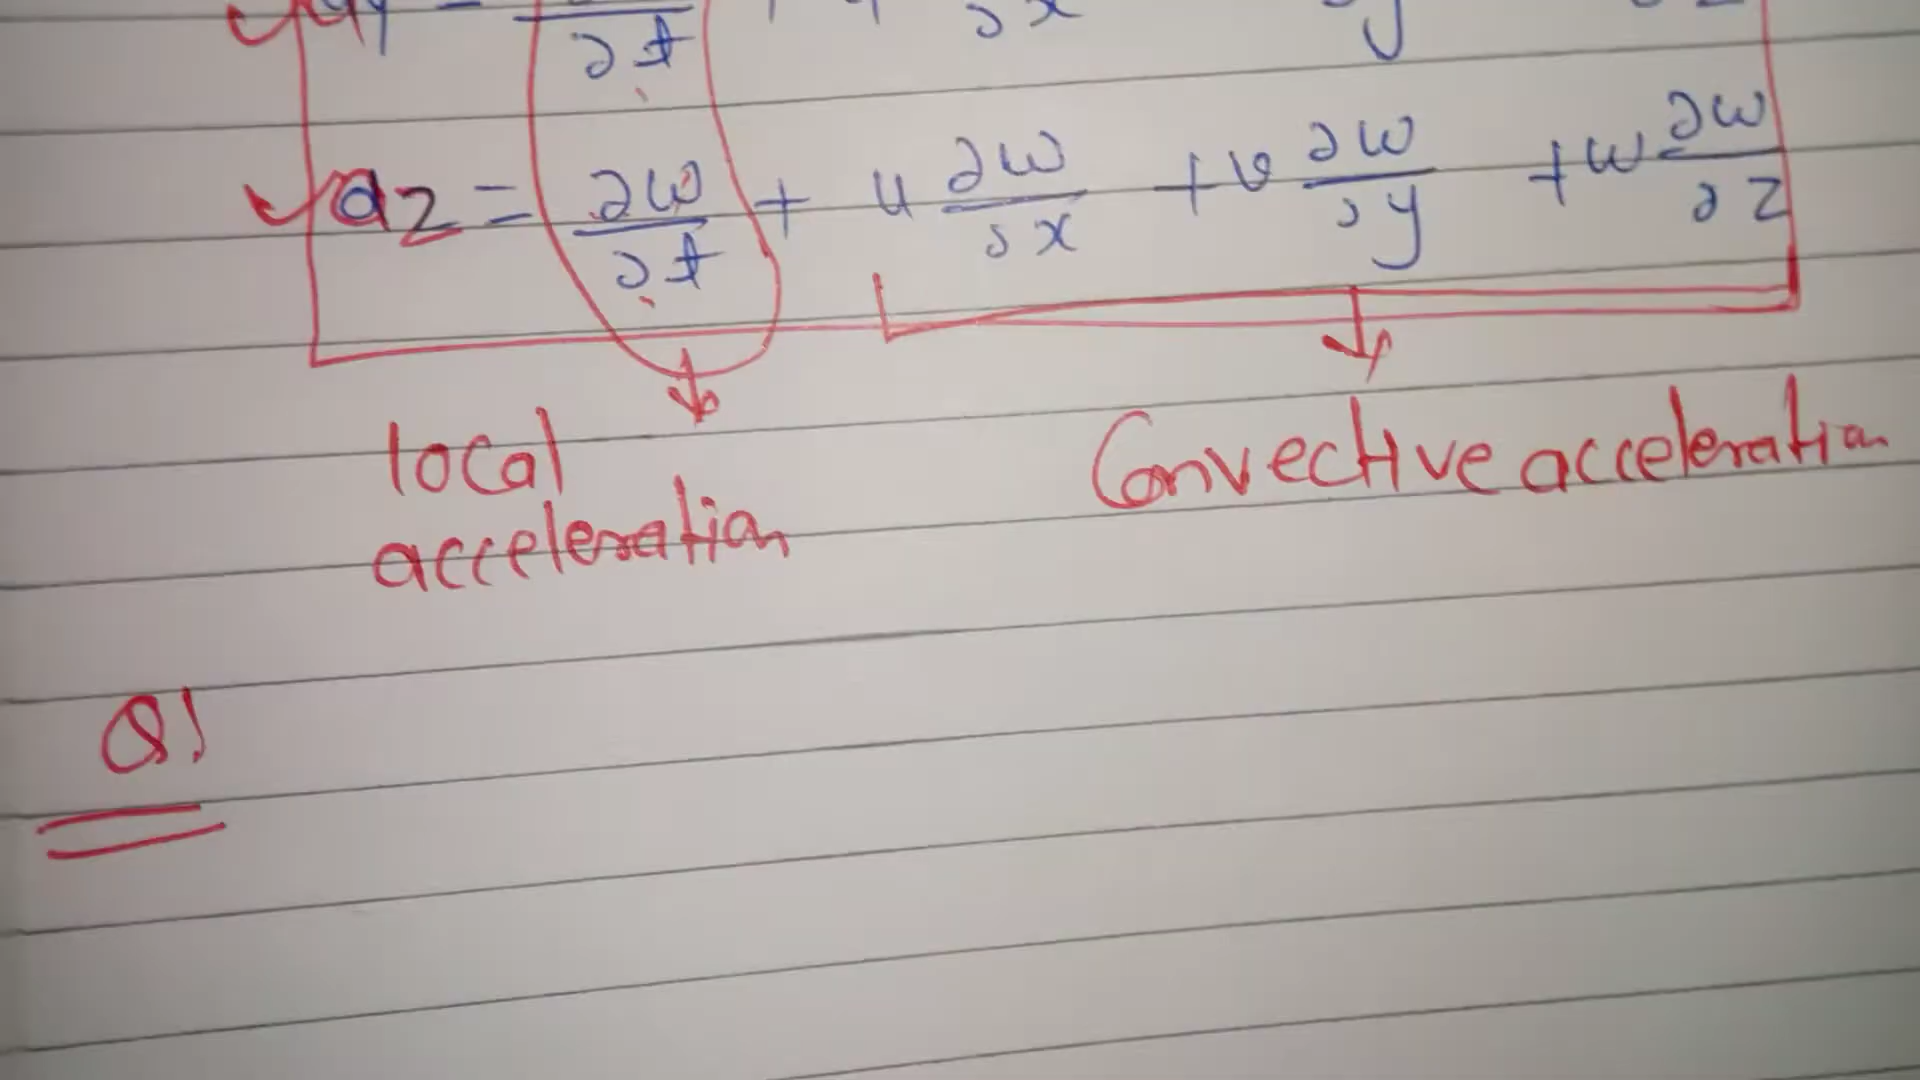 ∂t ∂x y
az = ∂w/∂t + u ∂w/∂x + v ∂w/∂y + w ∂w/∂z
local Convective acceleration
acceleration
Q!